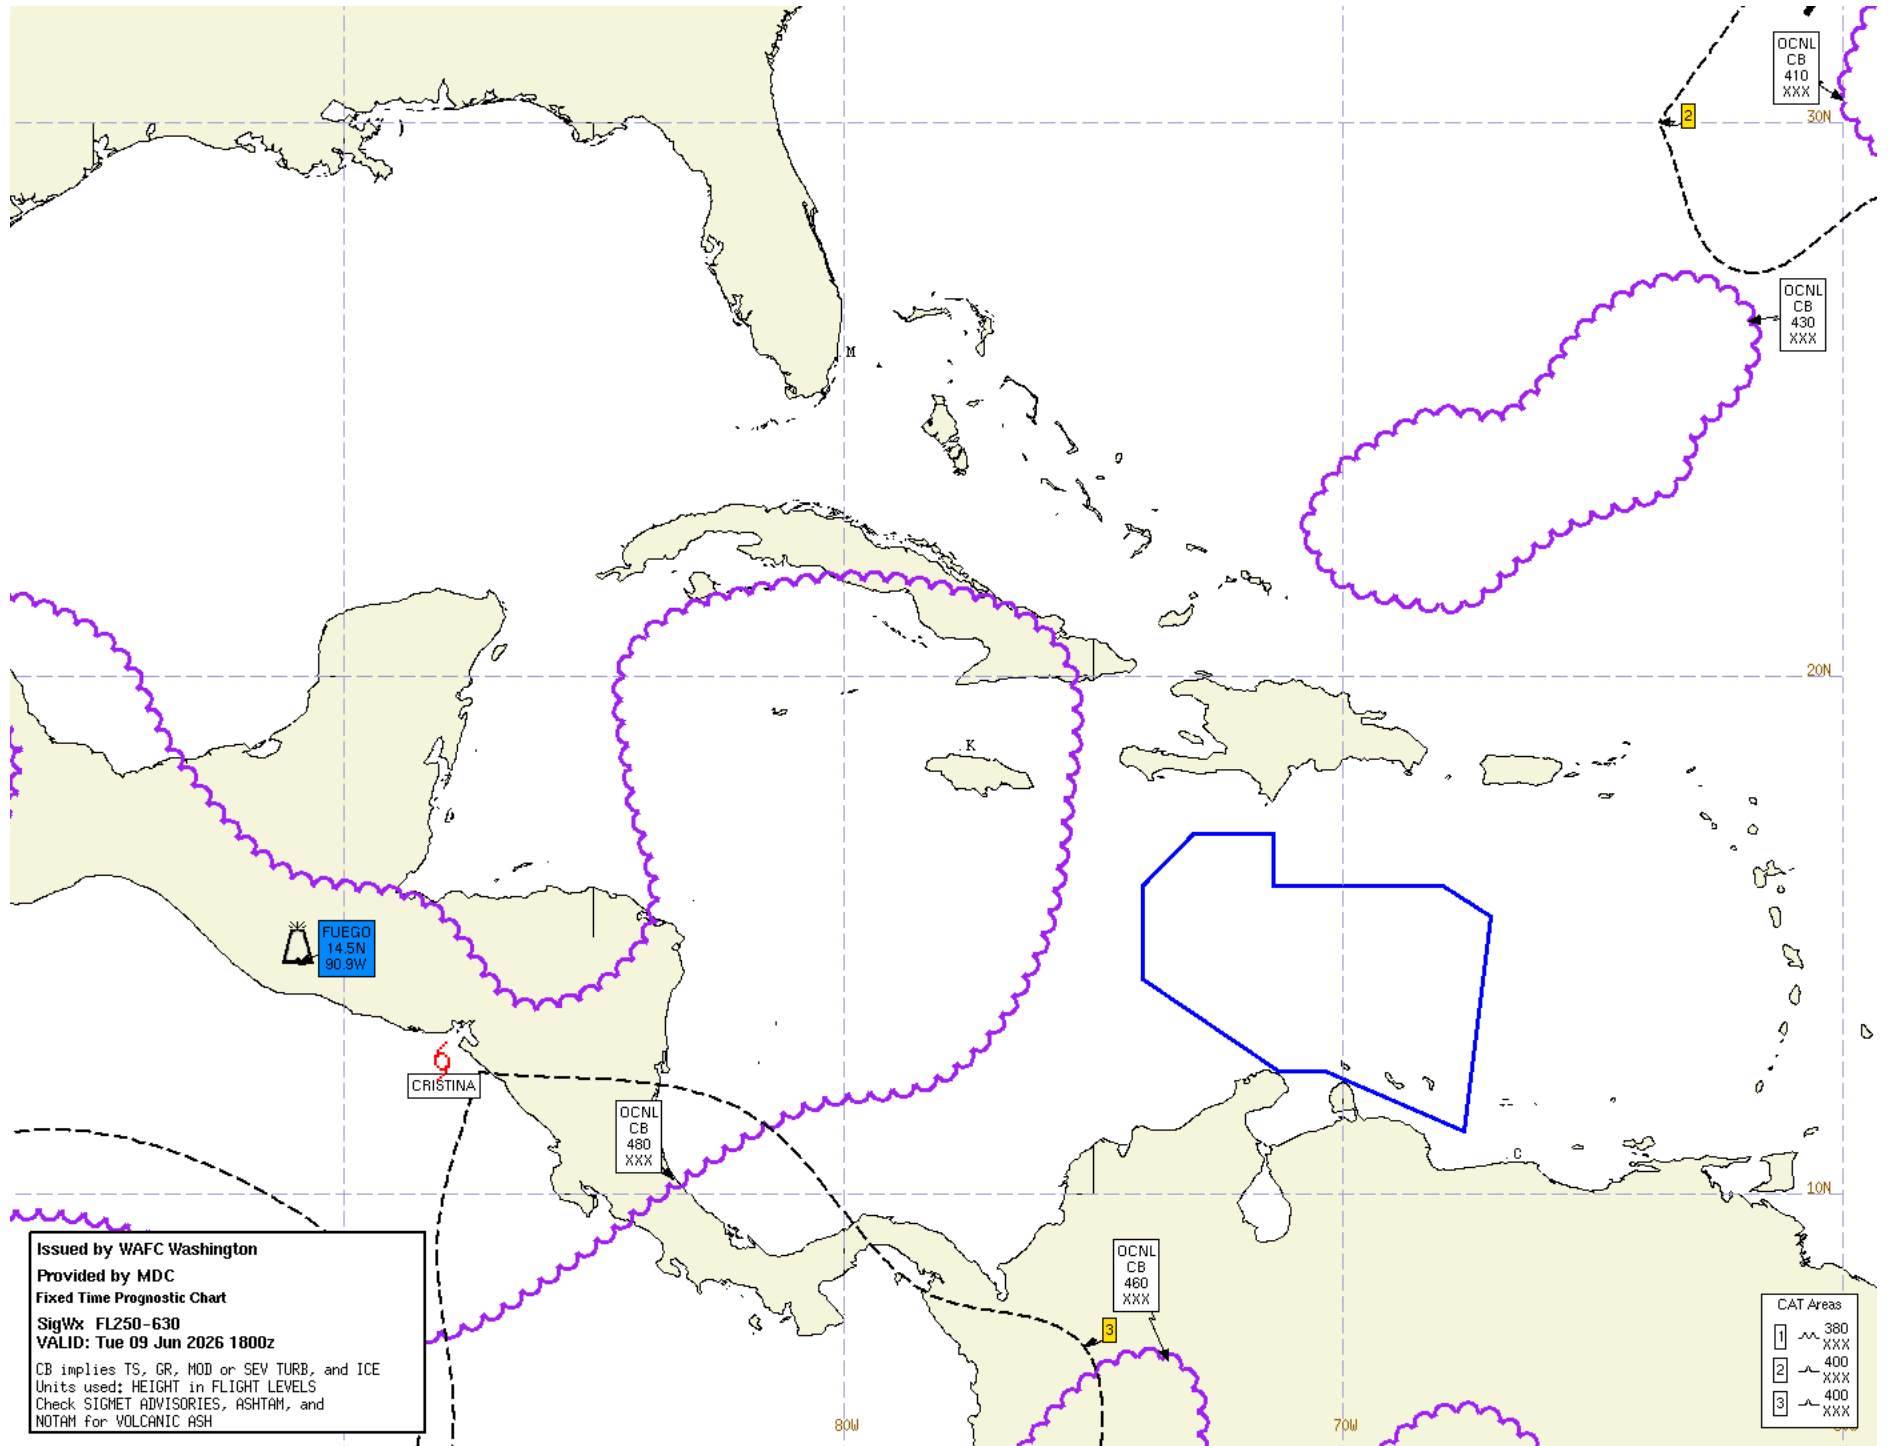 OCNL
CB
410
XXX
2
30N
OCNL
CB
430
XXX
M
20N
K
FUEGO
14.5N
90.9W
CRISTINA
OCNL
CB
480
XXX
C
10N
OCNL
CB
460
XXX
3
Issued by WAFC Washington
Provided by MDC
Fixed Time Prognostic Chart
SigWx FL250-630
VALID: Tue 09 Jun 2026 1800z
CB implies TS, GR, MOD or SEV TURB, and ICE
Units used: HEIGHT in FLIGHT LEVELS
Check SIGMET ADVISORIES, ASHTAM, and
NOTAM for VOLCANIC ASH
CAT Areas
1 380
XXX
2 400
XXX
3 400
XXX
80W
70W